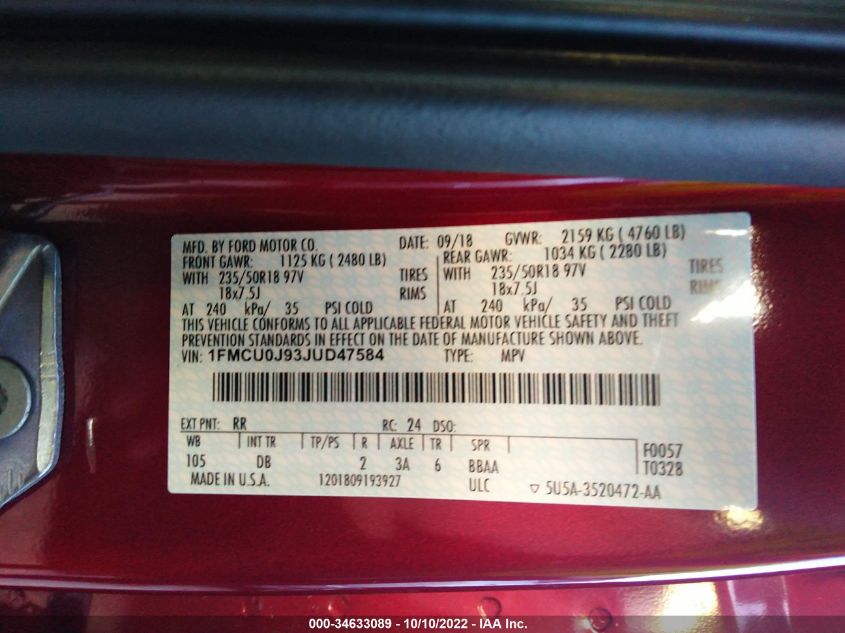 MFD. BY FORD MOTOR CO. DATE: 09/18 GVWR: 2159 KG ( 4760 LB)
FRONT GAWR: 1125 KG ( 2480 LB) REAR GAWR: 1034 KG ( 2280 LB)
WITH 235/50R18 97V TIRES WITH 235/50R18 97V TIRES
18x7.5J RIMS 18x7.5J RIMS
AT 240 kPa/ 35 PSI COLD AT 240 kPa/ 35 PSI COLD
THIS VEHICLE CONFORMS TO ALL APPLICABLE FEDERAL MOTOR VEHICLE SAFETY AND THEFT
PREVENTION STANDARDS IN EFFECT ON THE DATE OF MANUFACTURE SHOWN ABOVE.
VIN: 1FMCU0J93JUD47584 TYPE: MPV
EXT PNT: RR RC: 24 DSO:
WB INT TR TP/PS R AXLE TR SPR F0057
105 DB 2 3A 6 BBAA T0328
MADE IN U.S.A. 1201809193927 ULC ▽ 5U5A-3520472-AA
000-34633089 - 10/10/2022 - IAA Inc.